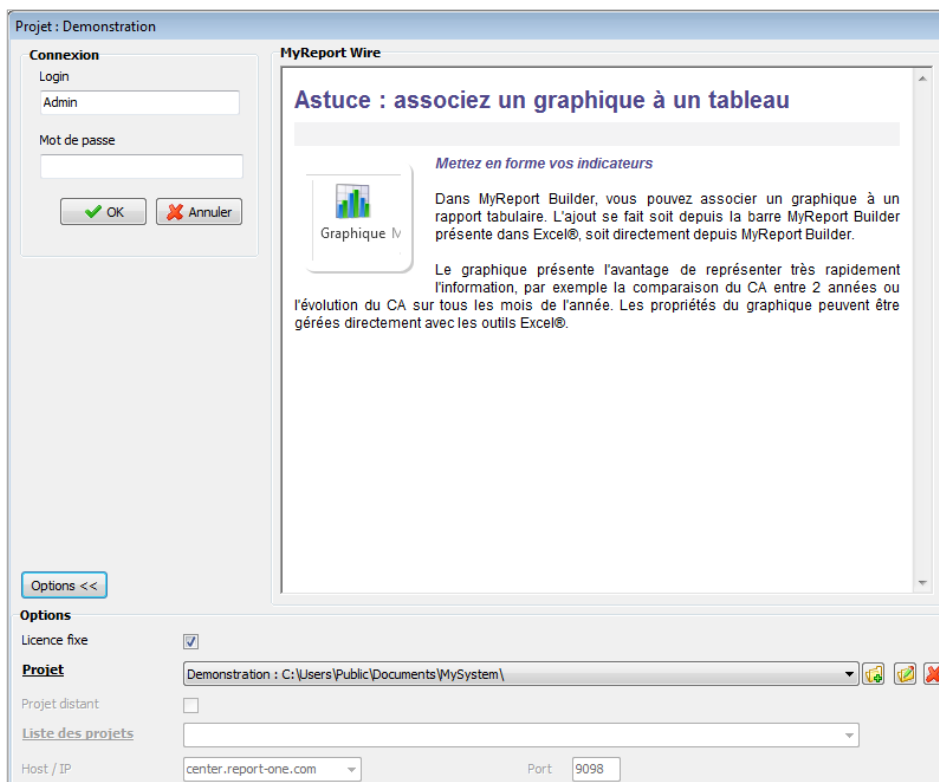 Projet : Demonstration
Connexion
Login
Admin
Mot de passe
OK
Annuler
MyReport Wire
Astuce : associez un graphique à un tableau
Mettez en forme vos indicateurs
Dans MyReport Builder, vous pouvez associer un graphique à un
rapport tabulaire. L'ajout se fait soit depuis la barre MyReport Builder
présente dans Excel®, soit directement depuis MyReport Builder.
Graphique M
Le graphique présente l'avantage de représenter très rapidement
l'information, par exemple la comparaison du CA entre 2 années ou
l'évolution du CA sur tous les mois de l'année. Les propriétés du graphique peuvent être
gérées directement avec les outils Excel®.
Options <<
Options
Licence fixe
Projet
Demonstration : C:\Users\Public\Documents\MySystem\
Projet distant
Liste des projets
Host / IP
center.report-one.com
Port
9098